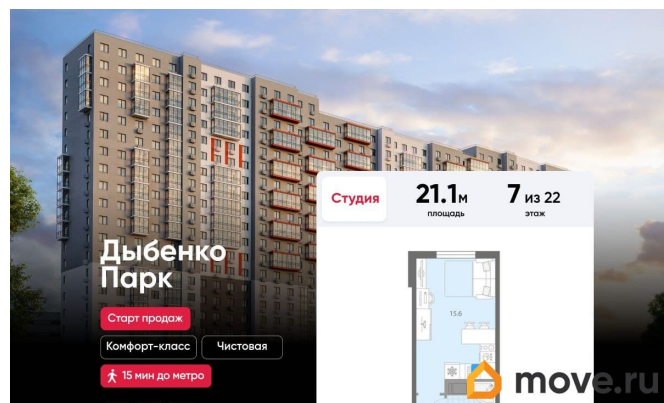 Студия
21.1м
площадь
7 из 22
этаж
Дыбенко
Парк
Старт продаж
Комфорт-класс
Чистовая
15 мин до метро
15.6
move.ru